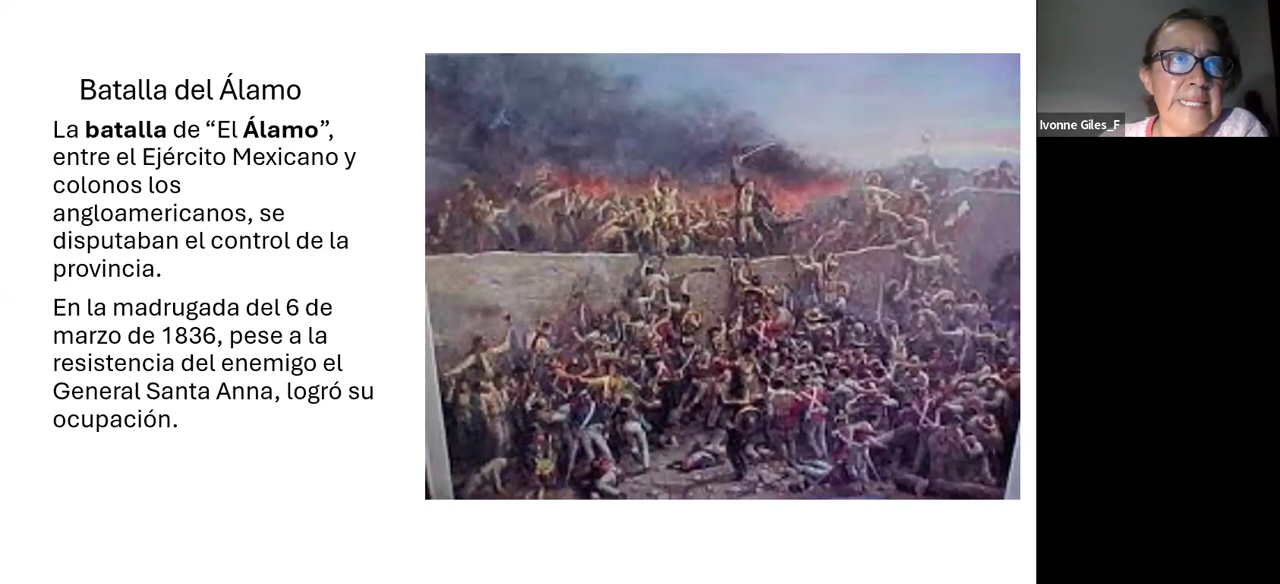 Batalla del Álamo
La batalla de “El Álamo”,
entre el Ejército Mexicano y
colonos los
angloamericanos, se
disputaban el control de la
provincia.
En la madrugada del 6 de
marzo de 1836, pese a la
resistencia del enemigo el
General Santa Anna, logró su
ocupación.
Ivonne Giles_F